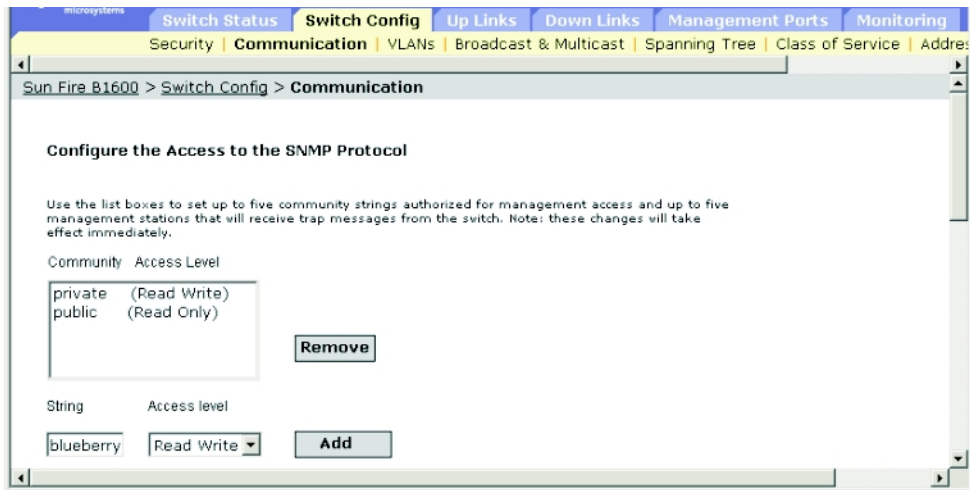 microsystems
Switch Status Switch Config Up Links Down Links Management Ports Monitoring
Security | Communication | VLANs | Broadcast & Multicast | Spanning Tree | Class of Service |
Sun Fire B1600 > Switch Config > Communication
Configure the Access to the SNMP Protocol
Use the list boxes to set up to five community strings authorized for management access and up to five
management stations that will receive trap messages from the switch. Note: these changes will take
effect immediately.
Community Access Level
private (Read Write)
public (Read Only)
Remove
String Access level
blueberry Read Write Add